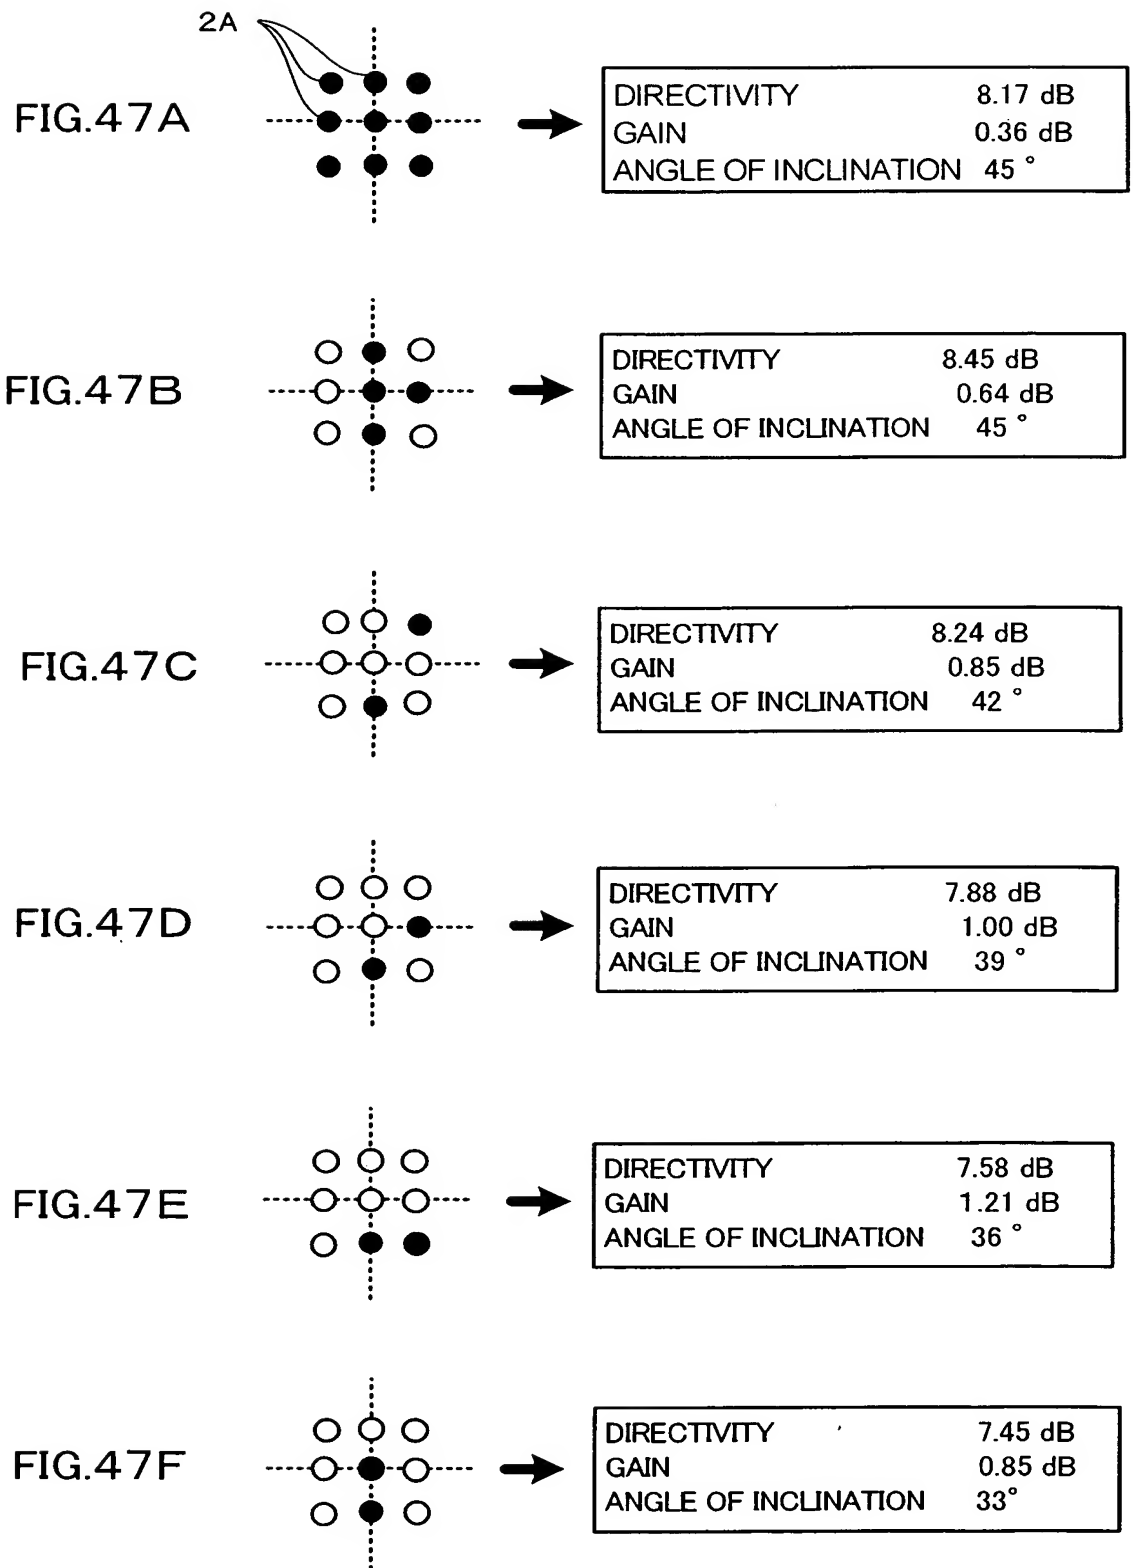 2A
FIG.47A
DIRECTIVITY 8.17 dB
GAIN 0.36 dB
ANGLE OF INCLINATION 45°
FIG.47B
DIRECTIVITY 8.45 dB
GAIN 0.64 dB
ANGLE OF INCLINATION 45°
FIG.47C
DIRECTIVITY 8.24 dB
GAIN 0.85 dB
ANGLE OF INCLINATION 42°
FIG.47D
DIRECTIVITY 7.88 dB
GAIN 1.00 dB
ANGLE OF INCLINATION 39°
FIG.47E
DIRECTIVITY 7.58 dB
GAIN 1.21 dB
ANGLE OF INCLINATION 36°
FIG.47F
DIRECTIVITY 7.45 dB
GAIN 0.85 dB
ANGLE OF INCLINATION 33°